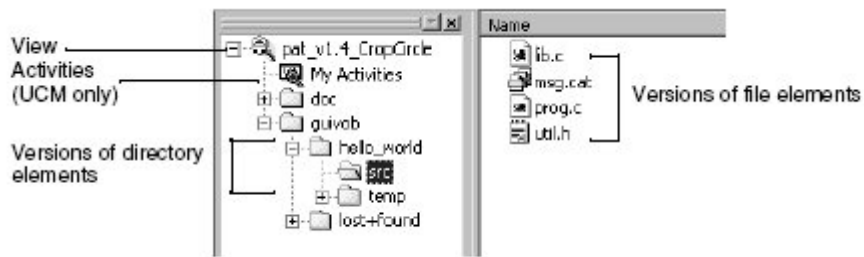 View
Activities
(UCM only)
Versions of directory
elements
pat_v1.4_CropCircle
My Activities
doc
guivob
hello_world
src
temp
lost+found
Name
lib.c
msg.cat
prog.c
util.h
Versions of file elements